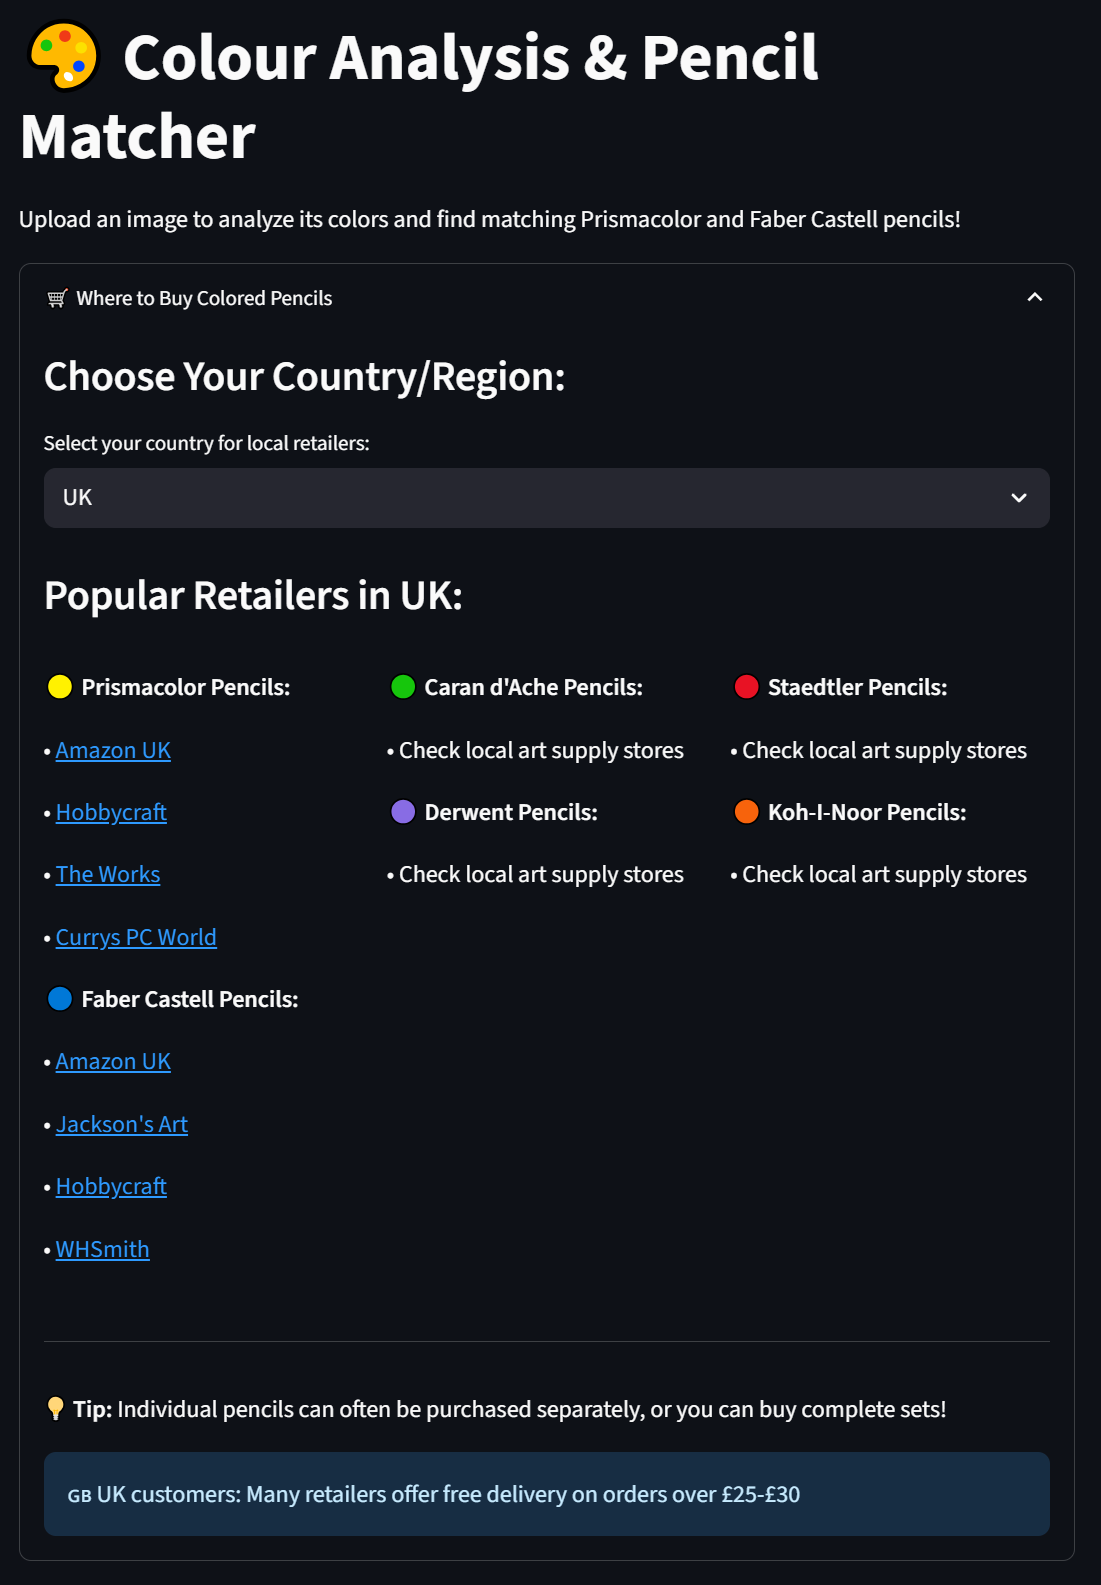 Colour Analysis & Pencil
Matcher
Upload an image to analyze its colors and find matching Prismacolor and Faber Castell pencils!
Where to Buy Colored Pencils
Choose Your Country/Region:
Select your country for local retailers:
UK
Popular Retailers in UK:
Prismacolor Pencils:
• Amazon UK
• Hobbycraft
• The Works
• Currys PC World
Faber Castell Pencils:
• Amazon UK
• Jackson's Art
• Hobbycraft
• WHSmith
Caran d'Ache Pencils:
• Check local art supply stores
Derwent Pencils:
• Check local art supply stores
Staedtler Pencils:
• Check local art supply stores
Koh-I-Noor Pencils:
• Check local art supply stores
Tip: Individual pencils can often be purchased separately, or you can buy complete sets!
GB UK customers: Many retailers offer free delivery on orders over £25-£30